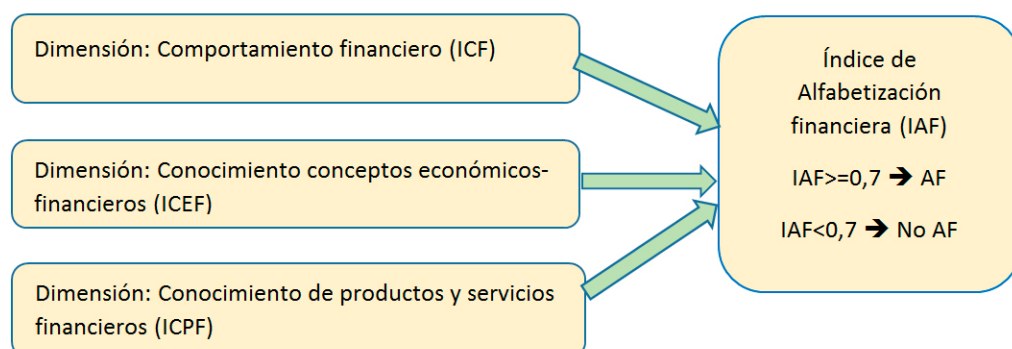 Dimensión: Comportamiento financiero (ICF)
Dimensión: Conocimiento conceptos económicos-
financieros (ICEF)
Dimensión: Conocimiento de productos y servicios
financieros (ICPF)
Índice de
Alfabetización
financiera (IAF)
IAF>=0,7 ➔ AF
IAF<0,7 ➔ No AF